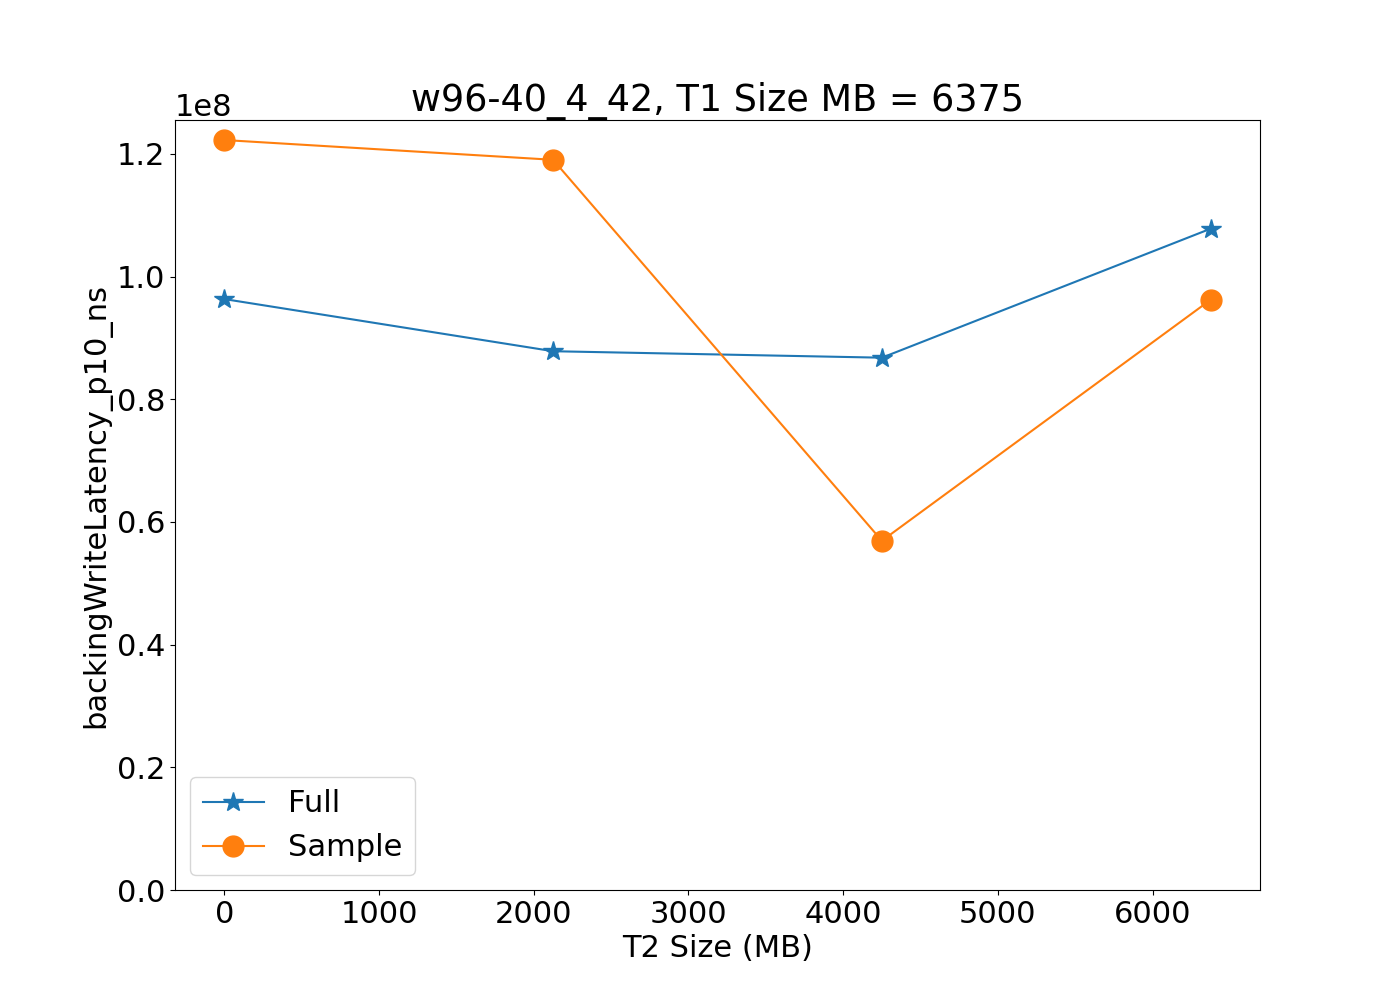 w96-40_4_42, T1 Size MB = 6375
1e8
1.2
1.0
0.8
0.6
0.4
0.2
0.0
backingWriteLatency_p10_ns
Full
Sample
0 1000 2000 3000 4000 5000 6000
T2 Size (MB)